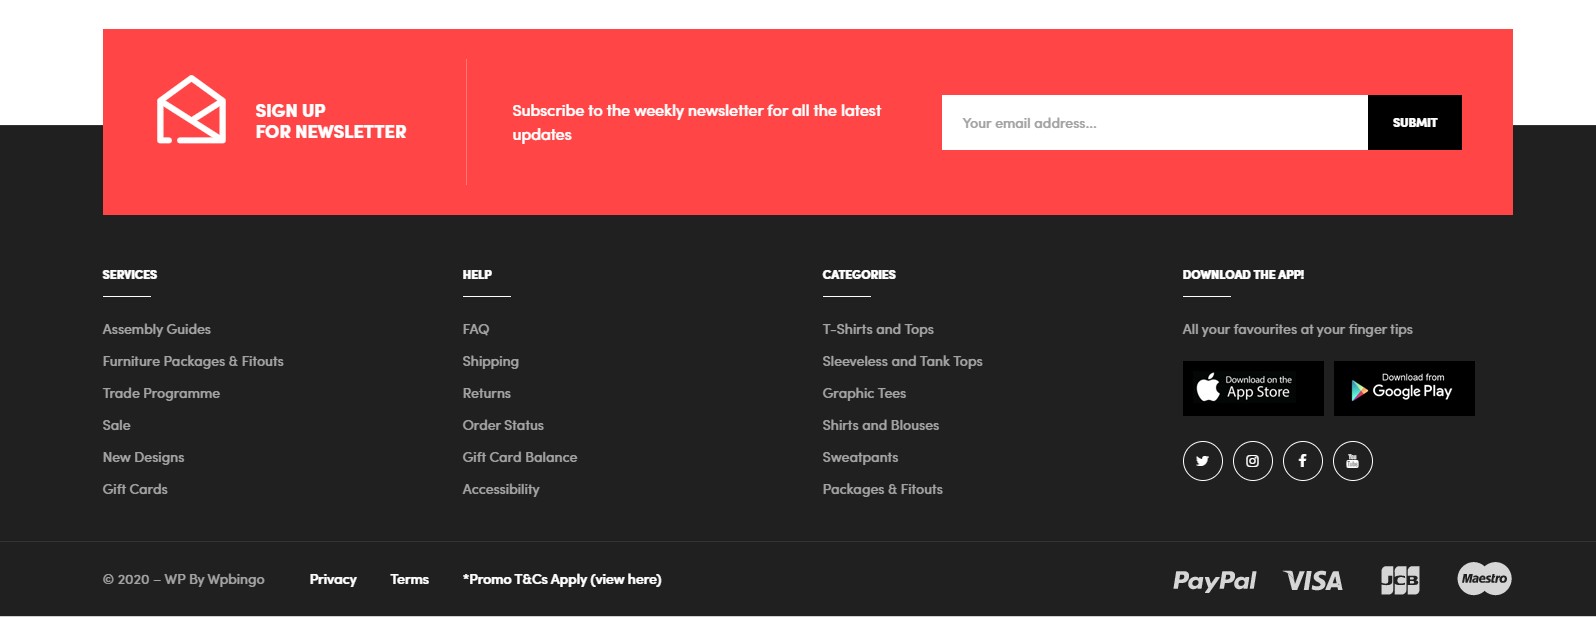 SIGN UP
FOR NEWSLETTER
Subscribe to the weekly newsletter for all the latest
updates
Your email address...
SUBMIT
SERVICES
Assembly Guides
Furniture Packages & Fitouts
Trade Programme
Sale
New Designs
Gift Cards
HELP
FAQ
Shipping
Returns
Order Status
Gift Card Balance
Accessibility
CATEGORIES
T-Shirts and Tops
Sleeveless and Tank Tops
Graphic Tees
Shirts and Blouses
Sweatpants
Packages & Fitouts
DOWNLOAD THE APP!
All your favourites at your finger tips
Download on the
App Store
Download from
Google Play
You
Tube
© 2020 – WP By Wpbingo
Privacy
Terms
*Promo T&Cs Apply (view here)
PayPal
VISA
JCB
Maestro